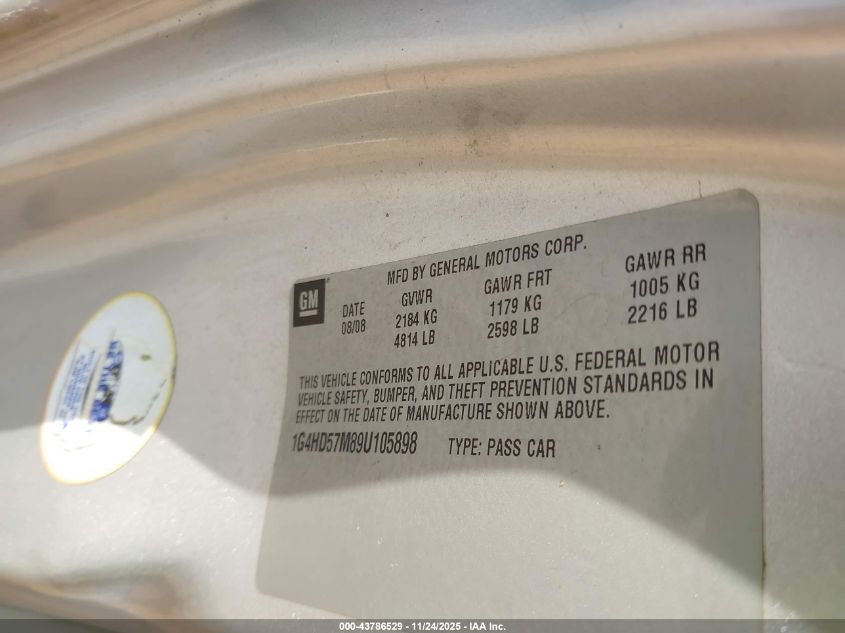 MFD BY GENERAL MOTORS CORP.
GM
DATE GVWR GAWR FRT GAWR RR
08/08 2184 KG 1179 KG 1005 KG
4814 LB 2598 LB 2216 LB
THIS VEHICLE CONFORMS TO ALL APPLICABLE U.S. FEDERAL MOTOR
VEHICLE SAFETY, BUMPER, AND THEFT PREVENTION STANDARDS IN
EFFECT ON THE DATE OF MANUFACTURE SHOWN ABOVE.
1G4HD57M89U105898 TYPE: PASS CAR
000-43786529 - 11/24/2025 - IAA Inc.